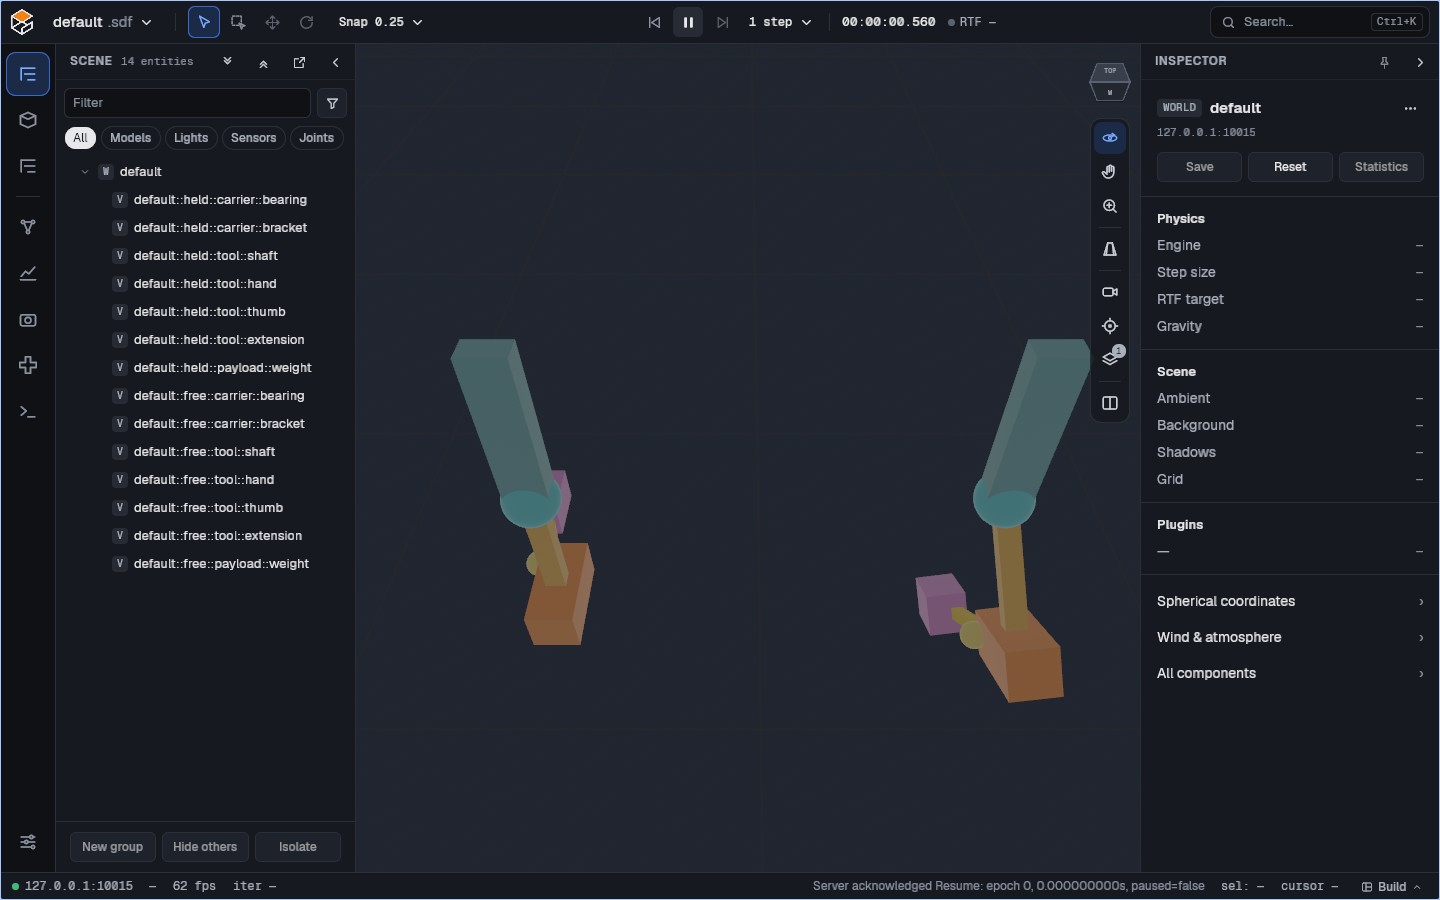 default .sdf
Snap 0.25
1 step
00:00:00.560
RTF –
Search...
Ctrl+K
SCENE 14 entities
Filter
All
Models
Lights
Sensors
Joints
W default
V default::held::carrier::bearing
V default::held::carrier::bracket
V default::held::tool::shaft
V default::held::tool::hand
V default::held::tool::thumb
V default::held::tool::extension
V default::held::payload::weight
V default::free::carrier::bearing
V default::free::carrier::bracket
V default::free::tool::shaft
V default::free::tool::hand
V default::free::tool::thumb
V default::free::tool::extension
V default::free::payload::weight
New group
Hide others
Isolate
TOP
W
1
INSPECTOR
WORLD default
127.0.0.1:10015
Save
Reset
Statistics
Physics
Engine –
Step size –
RTF target –
Gravity –
Scene
Ambient –
Background –
Shadows –
Grid –
Plugins
— –
Spherical coordinates
Wind & atmosphere
All components
127.0.0.1:10015 – 62 fps iter –
Server acknowledged Resume: epoch 0, 0.000000000s, paused=false
sel: –
cursor –
Build